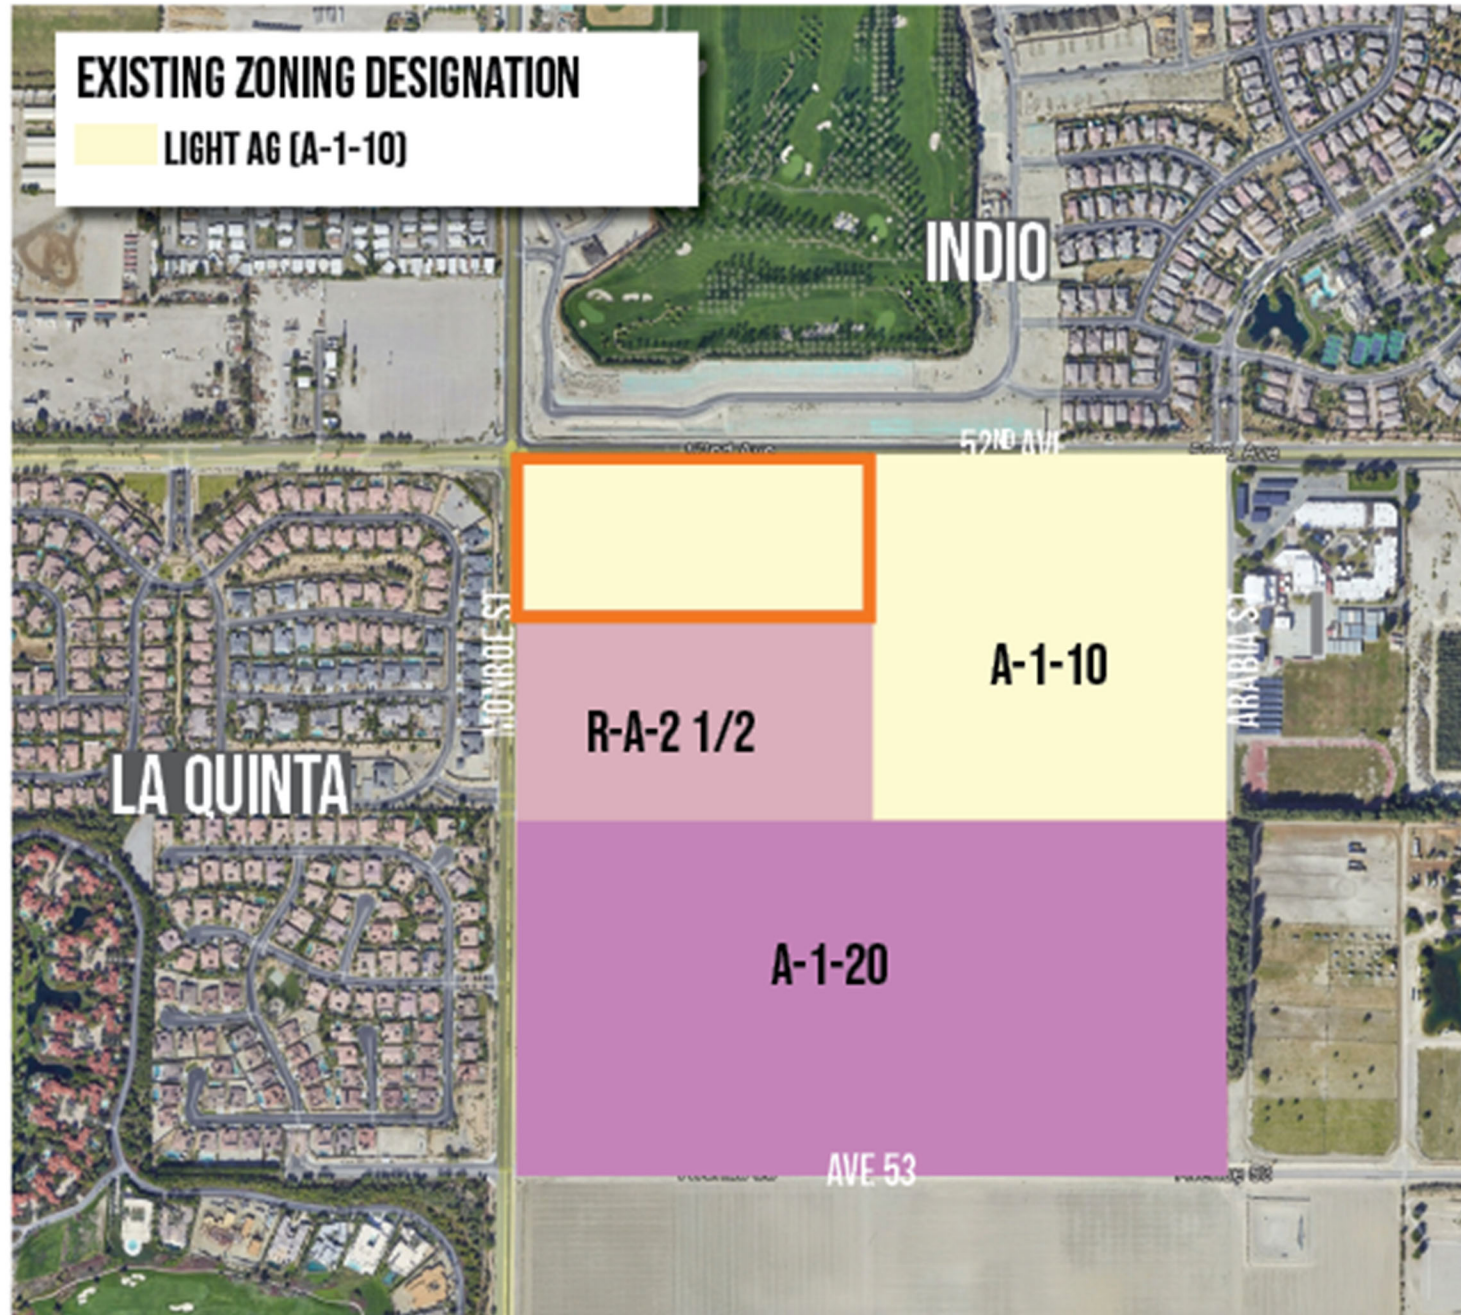 EXISTING ZONING DESIGNATION
LIGHT AG (A-1-10)
INDIO
52ND AVE
MONROE ST
A-1-10
ARABIA ST
R-A-2 1/2
LA QUINTA
A-1-20
AVE 53